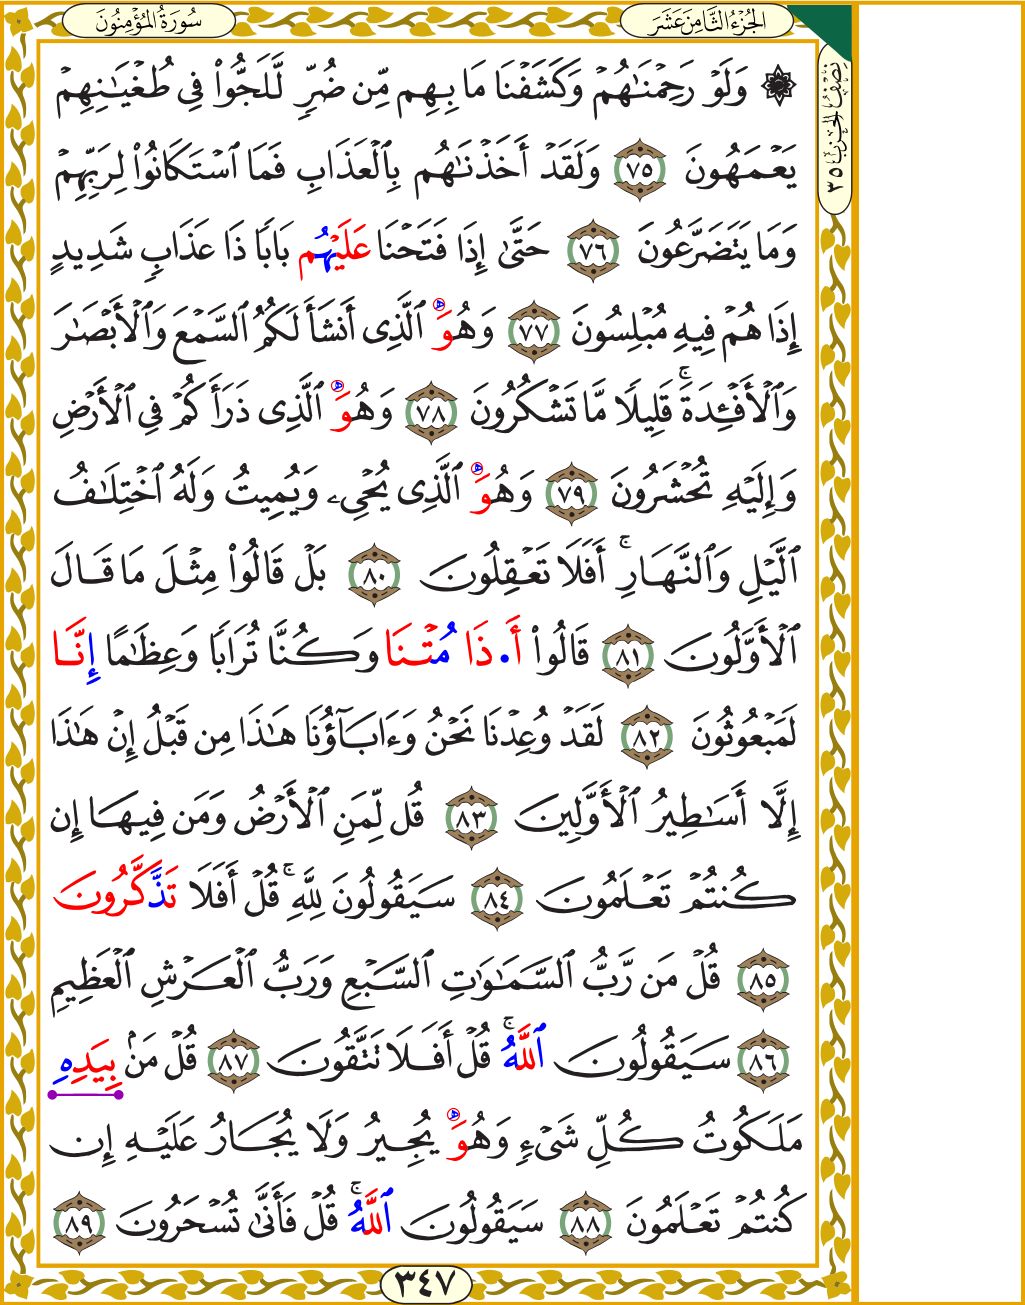 سُورَةُ المُؤْمِنُونَ
الجُزْءُ الثَّامِنَ عَشَرَ
نِصْفُ الحِزْبِ ٣٥
۞ وَلَوۡ رَحِمۡنَٰهُمۡ وَكَشَفۡنَا مَا بِهِم مِّن ضُرّٖ لَّلَجُّواْ فِي طُغۡيَٰنِهِمۡ
يَعۡمَهُونَ ٧٥ وَلَقَدۡ أَخَذۡنَٰهُم بِٱلۡعَذَابِ فَمَا ٱسۡتَكَانُواْ لِرَبِّهِمۡ
وَمَا يَتَضَرَّعُونَ ٧٦ حَتَّىٰ إِذَا فَتَحۡنَا عَلَيۡهُم بَابٗا ذَا عَذَابٖ شَدِيدٍ
إِذَا هُمۡ فِيهِ مُبۡلِسُونَ ٧٧ وَهُوَ ٱلَّذِي أَنشَأَ لَكُمُ ٱلسَّمۡعَ وَٱلۡأَبۡصَٰرَ
وَٱلۡأَفۡـِٔدَةَۚ قَلِيلٗا مَّا تَشۡكُرُونَ ٧٨ وَهُوَ ٱلَّذِي ذَرَأَكُمۡ فِي ٱلۡأَرۡضِ
وَإِلَيۡهِ تُحۡشَرُونَ ٧٩ وَهُوَ ٱلَّذِي يُحۡيِۦ وَيُمِيتُ وَلَهُ ٱخۡتِلَٰفُ
ٱلَّيۡلِ وَٱلنَّهَارِۚ أَفَلَا تَعۡقِلُونَ ٨٠ بَلۡ قَالُواْ مِثۡلَ مَا قَالَ
ٱلۡأَوَّلُونَ ٨١ قَالُواْ أَ•ذَا مُتۡنَا وَكُنَّا تُرَابٗا وَعِظَٰمًا إِنَّا
لَمَبۡعُوثُونَ ٨٢ لَقَدۡ وُعِدۡنَا نَحۡنُ وَءَابَآؤُنَا هَٰذَا مِن قَبۡلُ إِنۡ هَٰذَا
إِلَّا أَسَٰطِيرُ ٱلۡأَوَّلِينَ ٨٣ قُل لِّمَنِ ٱلۡأَرۡضُ وَمَن فِيهَا إِن
كُنتُمۡ تَعۡلَمُونَ ٨٤ سَيَقُولُونَ لِلَّهِۚ قُلۡ أَفَلَا تَذَّكَّرُونَ
٨٥ قُلۡ مَن رَّبُّ ٱلسَّمَٰوَٰتِ ٱلسَّبۡعِ وَرَبُّ ٱلۡعَرۡشِ ٱلۡعَظِيمِ
٨٦ سَيَقُولُونَ ٱللَّهُۚ قُلۡ أَفَلَا تَتَّقُونَ ٨٧ قُلۡ مَنۢ بِيَدِهِ
مَلَكُوتُ كُلِّ شَيۡءٖ وَهُوَ يُجِيرُ وَلَا يُجَارُ عَلَيۡهِ إِن
كُنتُمۡ تَعۡلَمُونَ ٨٨ سَيَقُولُونَ ٱللَّهُۚ قُلۡ فَأَنَّىٰ تُسۡحَرُونَ ٨٩
٣٤٧